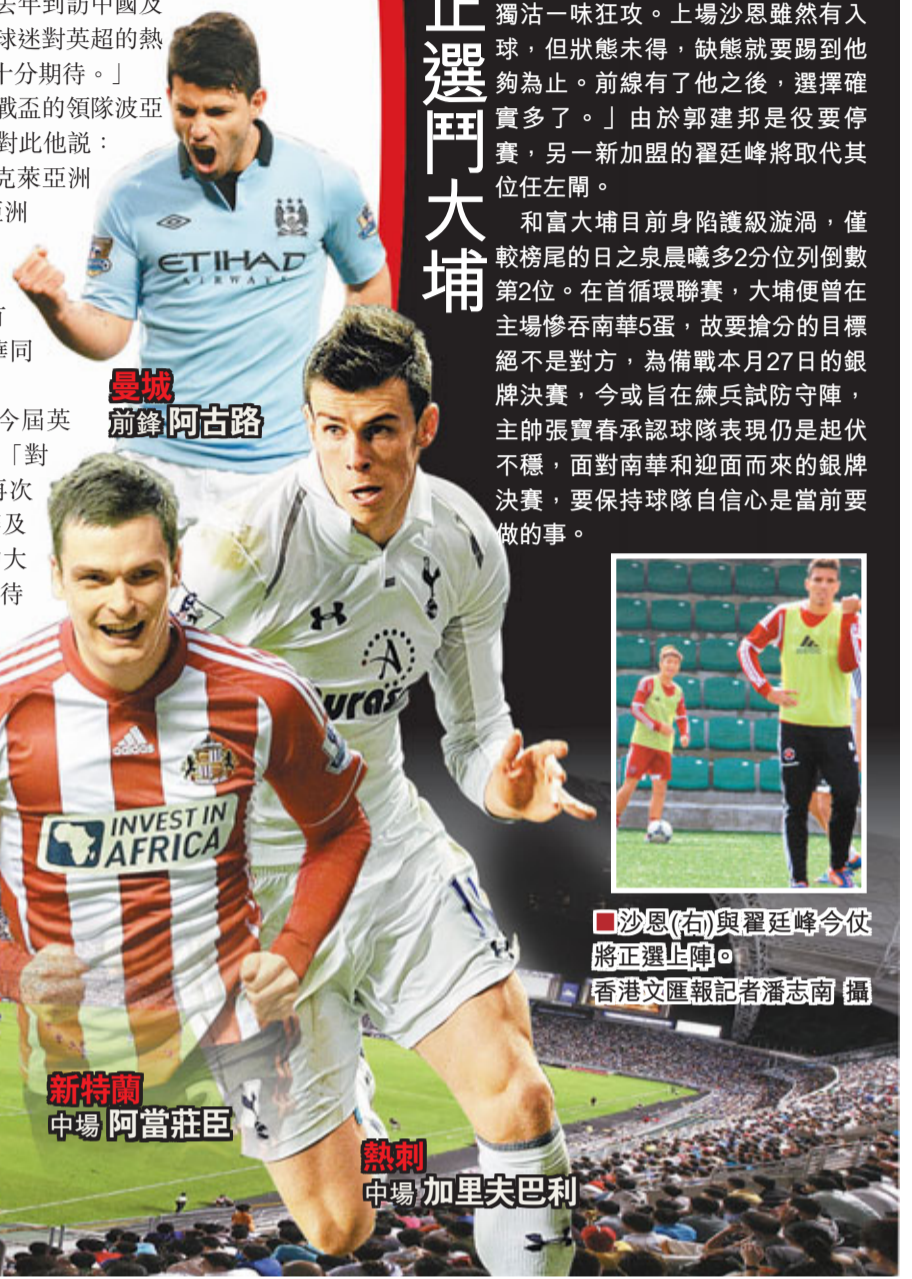 去年到訪中國及
球迷對英超的熱
十分期待。」
戰盃的領隊波亞
對此他説：
克萊亞洲
亞洲
今屆英
「對
再次
及
大
待
正選鬥大埔
獨沽一味狂攻。上場沙恩雖然有入
球，但狀態未得，缺態就要踢到他
夠為止。前線有了他之後，選擇確
實多了。」由於郭建邦是役要停
賽，另一新加盟的翟廷峰將取代其
位任左閘。
和富大埔目前身陷護級漩渦，僅
較榜尾的日之泉晨曦多2分位列倒數
第2位。在首循環聯賽，大埔便曾在
主場慘吞南華5蛋，故要搶分的目標
絕不是對方，為備戰本月27日的銀
牌決賽，今或旨在練兵試防守陣，
主帥張寶春承認球隊表現仍是起伏
不穩，面對南華和迎面而來的銀牌
決賽，要保持球隊自信心是當前要
做的事。
ETIHAD
AIRWAYS
曼城
前鋒 阿古路
adidas
INVEST IN
AFRICA
uras
■沙恩(右)與翟廷峰今仗
將正選上陣。
香港文匯報記者潘志南 攝
新特蘭
中場 阿當莊臣
熱刺
中場 加里夫巴利